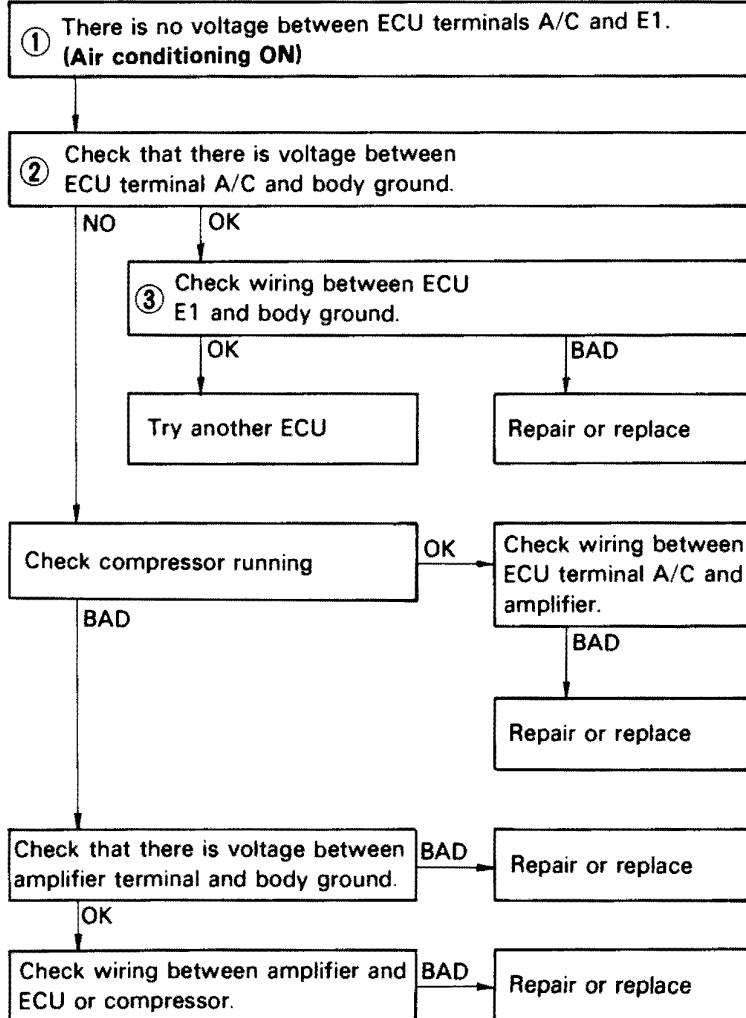 ① There is no voltage between ECU terminals A/C and E1.
(Air conditioning ON)
② Check that there is voltage between
ECU terminal A/C and body ground.
NO
OK
③ Check wiring between ECU
E1 and body ground.
OK
BAD
Try another ECU
Repair or replace
Check compressor running
OK
Check wiring between
ECU terminal A/C and
amplifier.
BAD
BAD
Repair or replace
Check that there is voltage between
amplifier terminal and body ground.
BAD
Repair or replace
OK
Check wiring between amplifier and
ECU or compressor.
BAD
Repair or replace